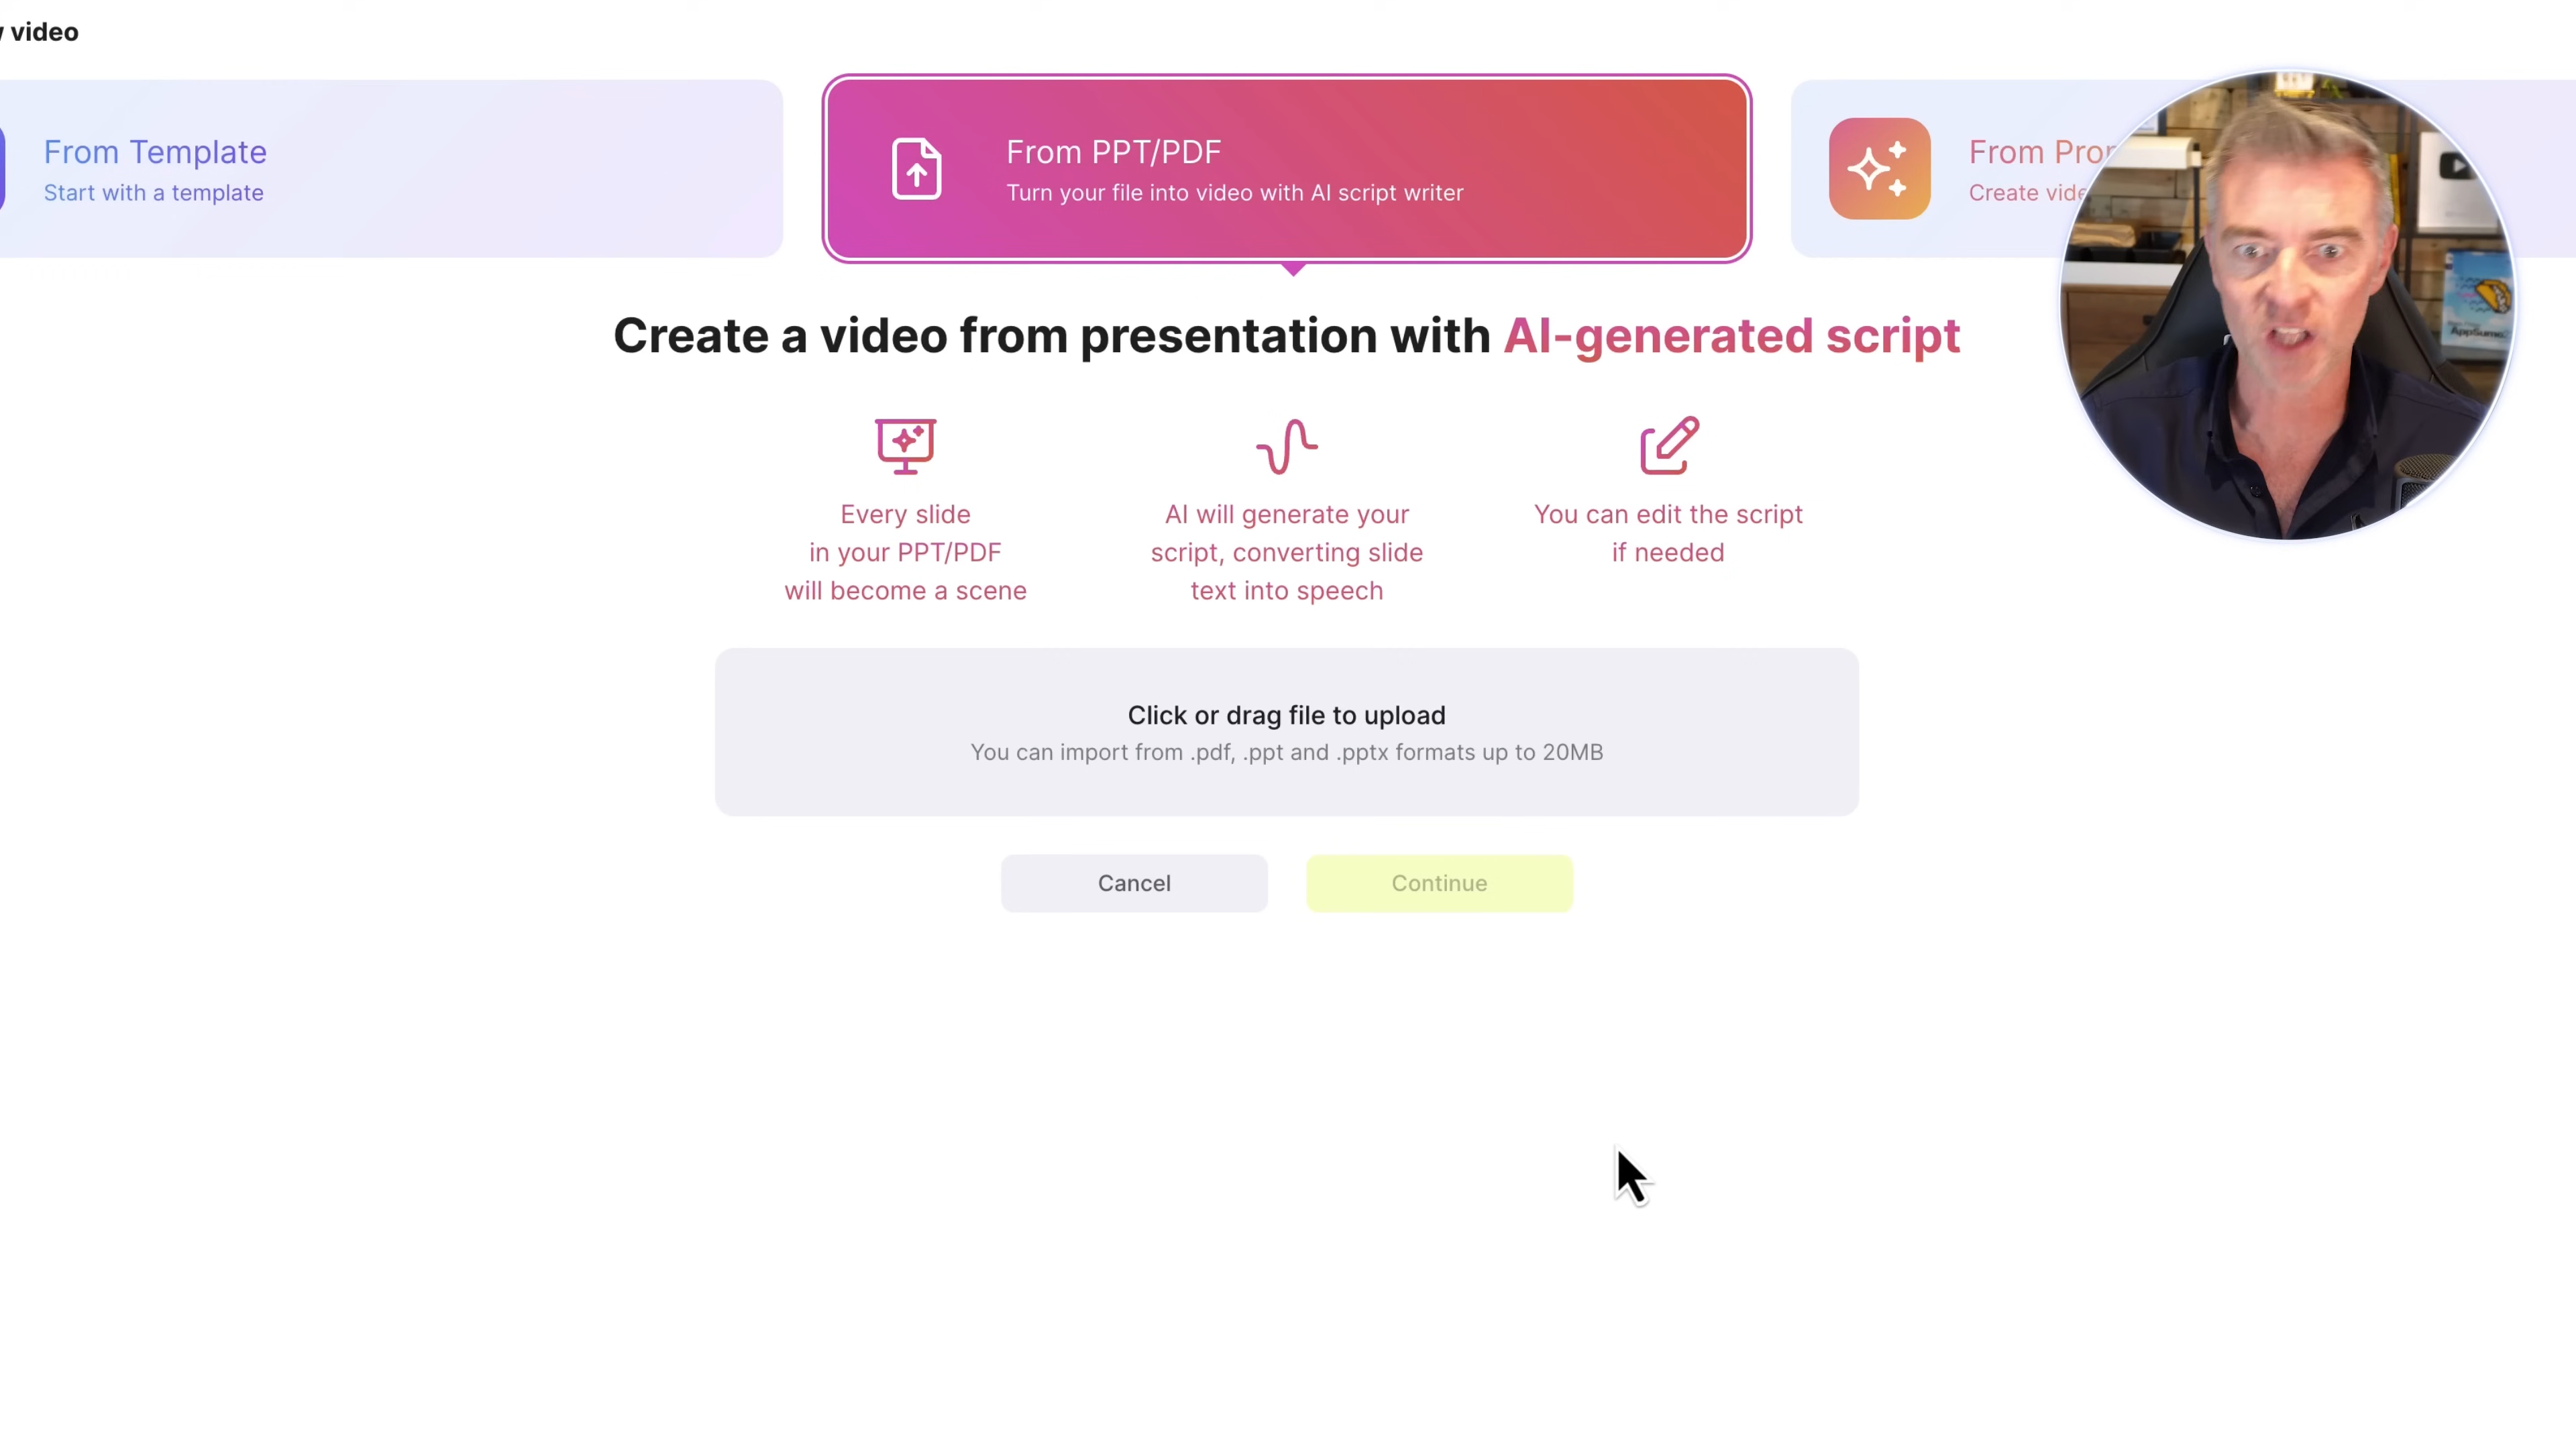 video
From Template
Start with a template
From PPT/PDF
Turn your file into video with AI script writer
From
Create
Create a video from presentation with AI-generated script
Every slide
in your PPT/PDF
will become a scene
AI will generate your
script, converting slide
text into speech
You can edit the script
if needed
Click or drag file to upload
You can import from .pdf, .ppt and .pptx formats up to 20MB
Cancel
Continue
AppSumo